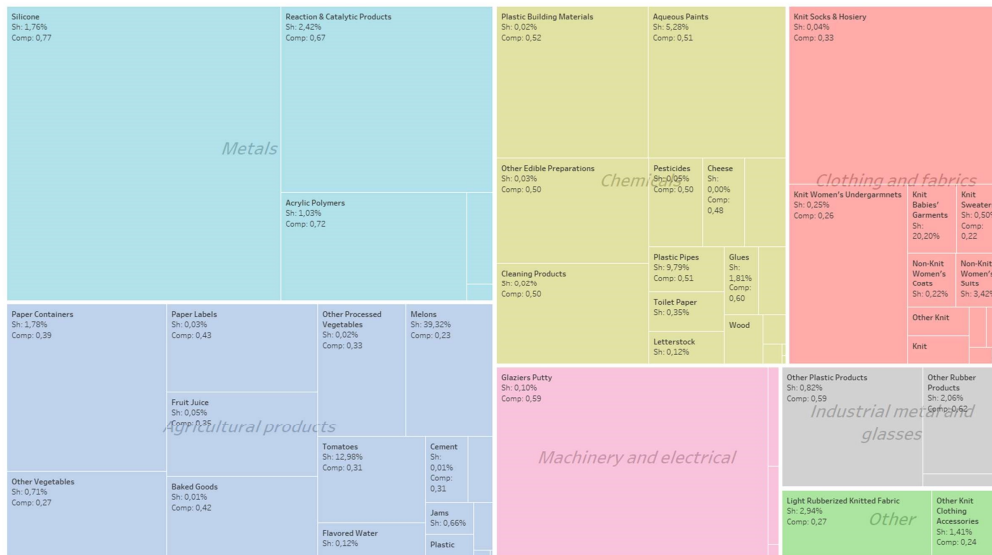 Silicone
Sh: 1,76%
Comp: 0,77
Reaction & Catalytic Products
Sh: 2,42%
Comp: 0,67
Acrylic Polymers
Sh: 1,03%
Comp: 0,72
Metals
Plastic Building Materials
Sh: 0,02%
Comp: 0,52
Aqueous Paints
Sh: 5,28%
Comp: 0,51
Other Edible Preparations
Sh: 0,03%
Comp: 0,50
Pesticides
Sh: 0,05%
Comp: 0,50
Cheese
Sh:
0,00%
Comp:
0,48
Cleaning Products
Sh: 0,02%
Comp: 0,50
Plastic Pipes
Sh: 9,79%
Comp: 0,51
Glues
Sh:
1,81%
Comp:
0,60
Toilet Paper
Sh: 0,35%
Letterstock
Sh: 0,12%
Wood
Chemicals
Knit Socks & Hosiery
Sh: 0,04%
Comp: 0,33
Knit Women's Undergarmnets
Sh: 0,25%
Comp: 0,26
Knit
Babies'
Garments
Sh:
20,20%
Knit
Sweater
Sh: 0,50%
Comp:
0,22
Non-Knit
Women's
Coats
Sh: 0,22%
Non-Knit
Women's
Suits
Sh: 3,42%
Other Knit
Knit
Clothing and fabrics
Paper Containers
Sh: 1,78%
Comp: 0,39
Paper Labels
Sh: 0,03%
Comp: 0,43
Other Processed
Vegetables
Sh: 0,02%
Comp: 0,33
Melons
Sh: 39,32%
Comp: 0,23
Fruit Juice
Sh: 0,05%
Comp: 0,35
Other Vegetables
Sh: 0,71%
Comp: 0,27
Baked Goods
Sh: 0,01%
Comp: 0,42
Tomatoes
Sh: 12,98%
Comp: 0,31
Cement
Sh:
0,01%
Comp:
0,31
Flavored Water
Sh: 0,12%
Jams
Sh: 0,66%
Plastic
Agricultural products
Glaziers Putty
Sh: 0,10%
Comp: 0,59
Machinery and electrical
Other Plastic Products
Sh: 0,82%
Comp: 0,59
Other Rubber
Products
Sh: 2,06%
Comp: 0,62
Industrial metal and
glasses
Light Rubberized Knitted Fabric
Sh: 2,94%
Comp: 0,27
Other Knit
Clothing
Accessories
Sh: 1,41%
Comp: 0,24
Other